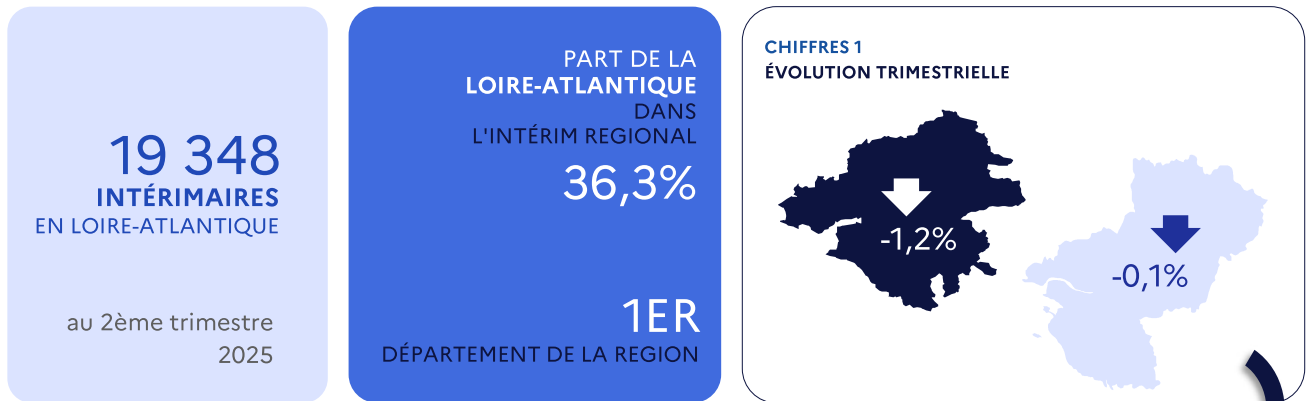 19 348
INTÉRIMAIRES
EN LOIRE-ATLANTIQUE
au 2ème trimestre
2025
PART DE LA
LOIRE-ATLANTIQUE
DANS
L'INTÉRIM REGIONAL
36,3%
1ER
DÉPARTEMENT DE LA REGION
CHIFFRES 1
ÉVOLUTION TRIMESTRIELLE
-1,2%
-0,1%